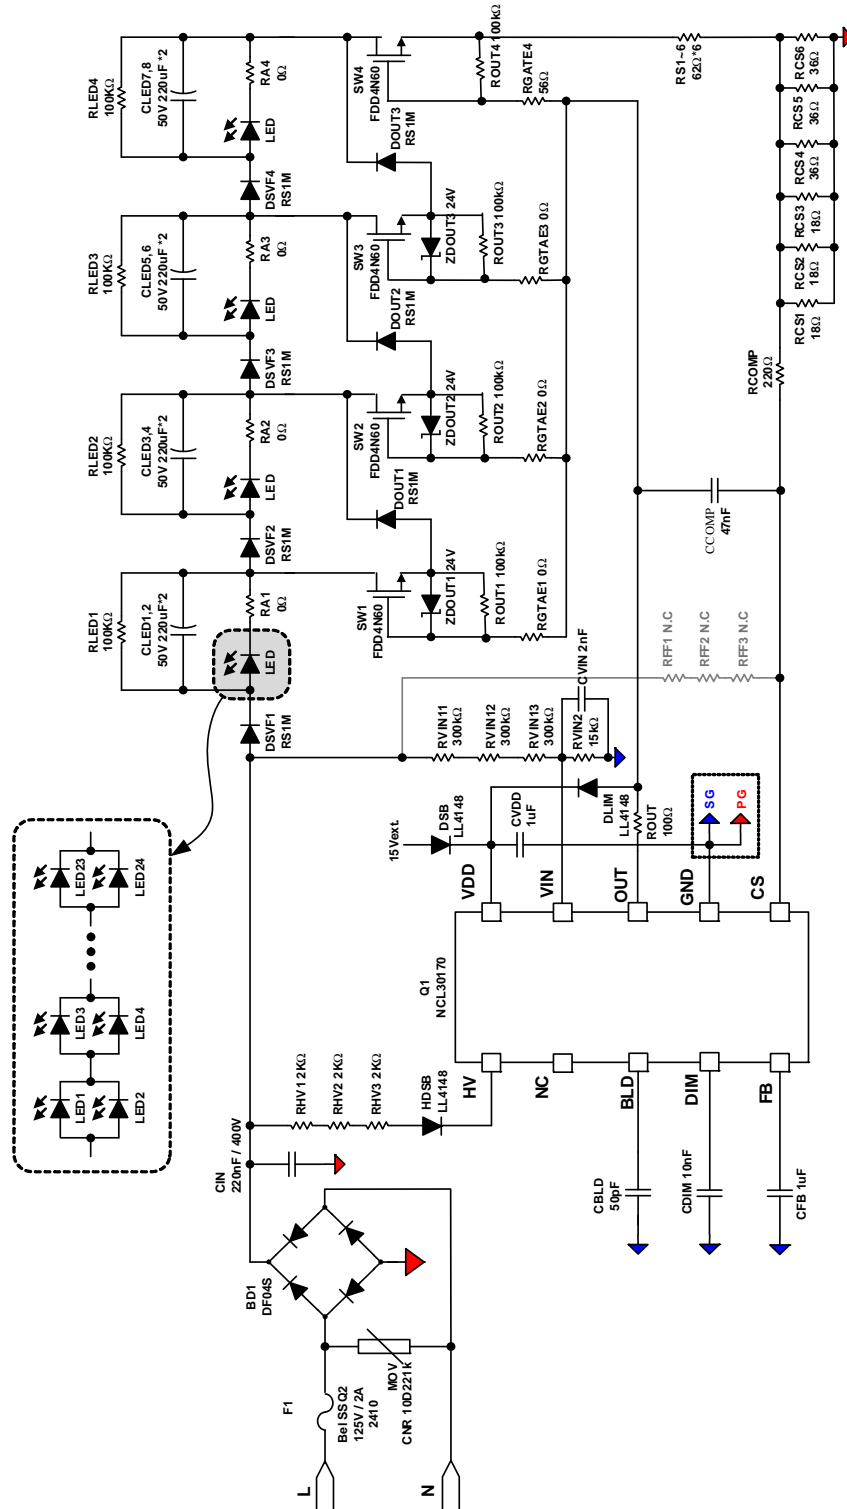 RLED4
100KΩ
CLED7,8
50V 220uF *2
RA4
0Ω
LED
DSVF4
RS1M
SW4
FDD4N60
ROUT4 100kΩ
RGATE4
56Ω
DOUT3
RS1M
RS1~6
62Ω*6
RCS6
36Ω
RCS5
36Ω
RCS4
36Ω
RCS3
18Ω
RCS2
18Ω
RCS1
18Ω
RCOMP
220Ω
RLED3
100KΩ
CLED5,6
50V 220uF*2
RA3
0Ω
LED
DSVF3
RS1M
SW3
FDD4N60
ZDOUT3 24V
ROUT3 100kΩ
RGTAE3 0Ω
DOUT2
RS1M
RLED2
100KΩ
CLED3,4
50V 220uF*2
RA2
0Ω
LED
DSVF2
RS1M
SW2
FDD4N60
ZDOUT2 24V
ROUT2 100kΩ
RGTAE2 0Ω
DOUT1
RS1M
CCOMP
47nF
RLED1
100KΩ
CLED1,2
50V 220uF*2
RA1
0Ω
LED
DSVF1
RS1M
SW1
FDD4N60
ZDOUT1 24V
ROUT1 100kΩ
RGTAE1 0Ω
RFF1 N.C
RFF2 N.C
RFF3 N.C
RVIN11
300kΩ
RVIN12
300kΩ
RVIN13
300kΩ
RVIN2
15kΩ
CVIN 2nF
15Vext.
DSB
LL4148
CVDD
1uF
DLIM
LL4148
ROUT
100Ω
SG
PG
VDD
VIN
OUT
GND
CS
Q1
NCL30170
HV
NC
BLD
DIM
FB
LED23
LED24
LED3
LED4
LED1
LED2
RHV1 2KΩ
RHV2 2KΩ
RHV3 2KΩ
HDSB
LL4148
CIN
220nF / 400V
CBLD
50pF
CDIM 10nF
CFB 1uF
BD1
DF04S
F1
Bel SSQ2
125V / 2A
2410
MOV
CNR 10D221k
L
N